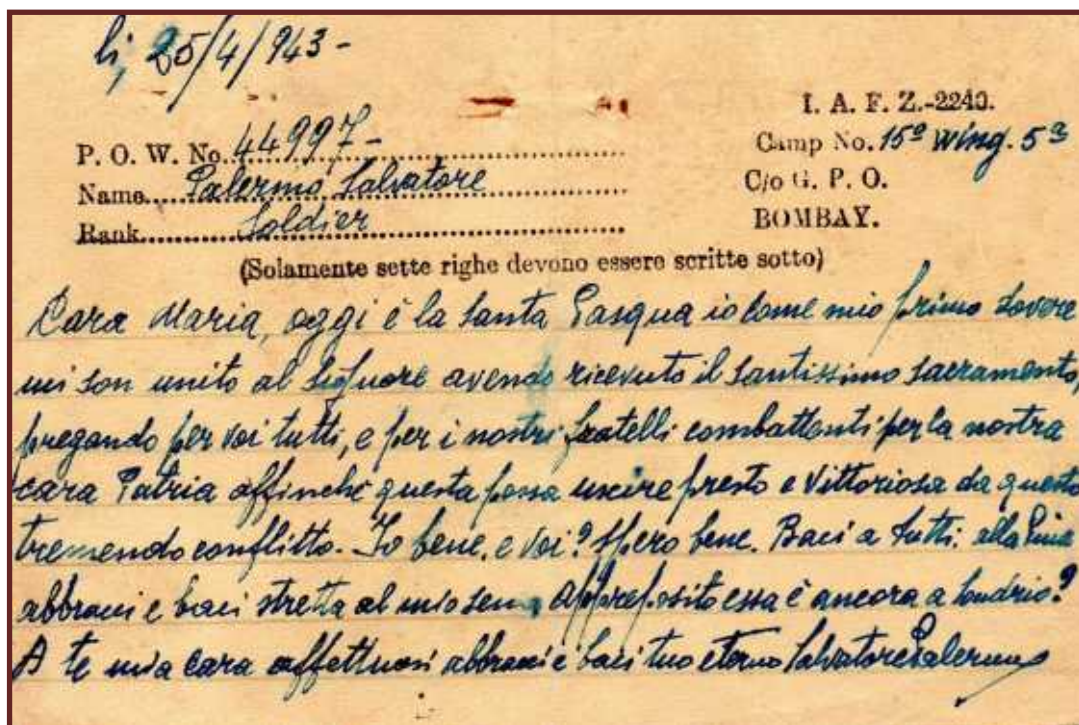 li, 25/4/943-
I. A. F. Z.-2240.
P. O. W. No. 44997-
Camp No. 15º Wing. 5ª
Name Palermo, Salvatore
C/o G. P. O.
Rank Soldier
BOMBAY.
(Solamente sette righe devono essere scritte sotto)
Cara Maria, oggi è la santa Pasqua io come mio primo dovere
mi son unito al Signore avendo ricevuto il santissimo sacramento,
pregando per voi tutti, e per i nostri fratelli combattenti per la nostra
cara Patria affinchè questa possa uscire presto e vittoriosa da questo
tremendo conflitto. Io bene, e voi? Spero bene. Baci a tutti. alla
abbracci e baci stretta al mio seno, appreposito essa è ancora a Sondrio?
A te mia cara affettuosi abbracci e baci tuo eterno Salvatore Palermo